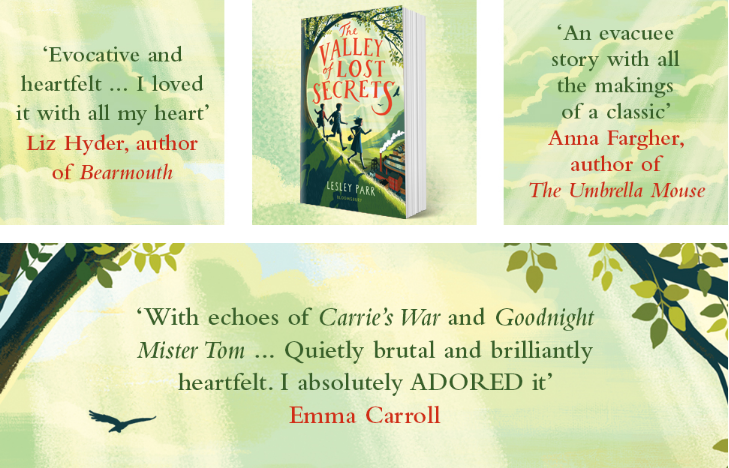 ‘Evocative and
heartfelt ... I loved
it with all my heart’
Liz Hyder, author
of Bearmouth
The
VALLEY
of LOST
SECRETS
LESLEY PARR
BLOOMSBURY
‘An evacuee
story with all
the makings
of a classic’
Anna Fargher,
author of
The Umbrella Mouse
‘With echoes of Carrie’s War and Goodnight
Mister Tom ... Quietly brutal and brilliantly
heartfelt. I absolutely ADORED it’
Emma Carroll